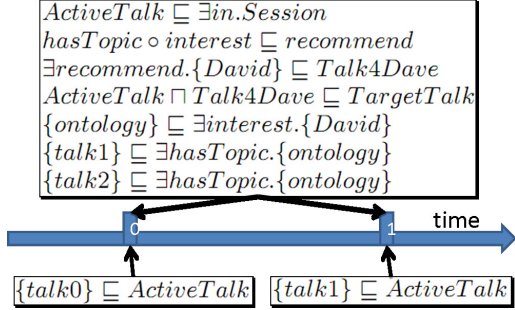 ActiveTalk ⊑ ∃in.Session
hasTopic ∘ interest ⊑ recommend
∃recommend.{David} ⊑ Talk4Dave
ActiveTalk ⊓ Talk4Dave ⊑ TargetTalk
{ontology} ⊑ ∃interest.{David}
{talk1} ⊑ ∃hasTopic.{ontology}
{talk2} ⊑ ∃hasTopic.{ontology}
time
0 1
{talk0} ⊑ ActiveTalk {talk1} ⊑ ActiveTalk